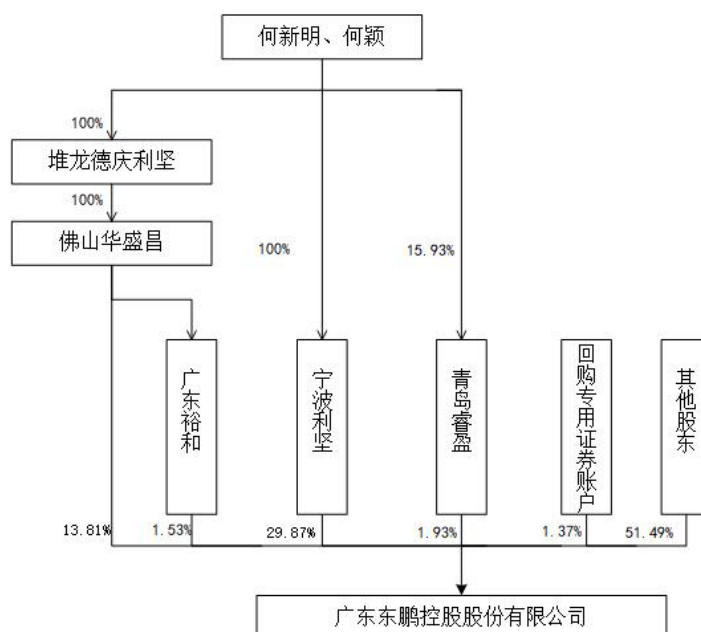 何新明、何颖
100%
堆龙德庆利坚
100%
佛山华盛昌
100%
15.93%
广东裕和
宁波利坚
青岛睿盈
回购专用证券账户
其他股东
13.81%
1.53%
29.87%
1.93%
1.37%
51.49%
广东东鹏控股股份有限公司